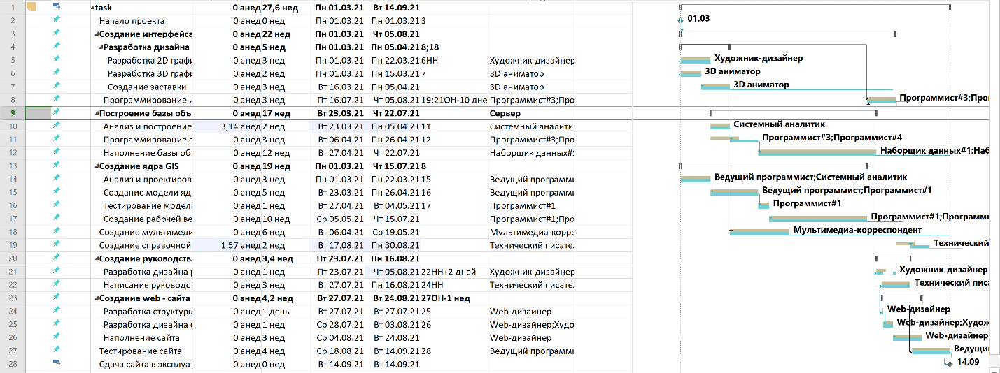 1 task 0 анед 27,6 нед Пн 01.03.21 Вт 14.09.21
2 Начало проекта 0 анед 0 нед Пн 01.03.21 Пн 01.03.21 3 01.03
3 Создание интерфейса 0 анед 22 нед Пн 01.03.21 Чт 05.08.21
4 Разработка дизайна 0 анед 5 нед Пн 01.03.21 Пн 05.04.21 8;18
5 Разработка 2D графи 0 анед 3 нед Пн 01.03.21 Пн 22.03.21 6НН Художник-дизайнер Художник-дизайнер
6 Разработка 3D графи 0 анед 2 нед Пн 01.03.21 Пн 15.03.21 7 3D аниматор 3D аниматор
7 Создание заставки 0 анед 3 нед Вт 16.03.21 Пн 05.04.21 3D аниматор 3D аниматор
8 Программирование и 0 анед 3 нед Пт 16.07.21 Чт 05.08.21 19;21ОН-10 дне Программист#3;Про Программист#3;Про
9 Построение базы объе 0 анед 17 нед Вт 23.03.21 Чт 22.07.21 Сервер
10 Анализ и построение 3,14 анед 2 нед Вт 23.03.21 Пн 05.04.21 11 Системный аналити Системный аналитик
11 Программирование с 0 анед 3 нед Вт 06.04.21 Пн 26.04.21 12 Программист#3;Про Программист#3;Программист#4
12 Наполнение базы объ 0 анед 12 нед Вт 27.04.21 Чт 22.07.21 Наборщик данных#: Наборщик данных#1;Наб
13 Создание ядра GIS 0 анед 19 нед Пн 01.03.21 Чт 15.07.21 8
14 Анализ и проектиров 0 анед 3 нед Пн 01.03.21 Пн 22.03.21 15 Ведущий программи Ведущий программист;Системный аналитик
15 Создание модели ядр 0 анед 5 нед Вт 23.03.21 Пн 26.04.21 16 Ведущий программи Ведущий программист;Программист#1
16 Тестирование модели 0 анед 1 нед Вт 27.04.21 Вт 04.05.21 17 Программист#1 Программист#1
17 Создание рабочей ве 0 анед 10 нед Ср 05.05.21 Чт 15.07.21 Программист#1;Про Программист#1;Программ
18 Создание мультимеди 0 анед 6 нед Вт 06.04.21 Ср 19.05.21 Мультимедиа-корре Мультимедиа-корреспондент
19 Создание справочной 1,57 анед 2 нед Вт 17.08.21 Пн 30.08.21 Технический писате. Технический
20 Создание руководства 0 анед 3,4 нед Пт 23.07.21 Пн 16.08.21
21 Разработка дизайна р 0 анед 1 нед Пт 23.07.21 Чт 05.08.21 22НН+2 дней Художник-дизайнер Художник-дизайнер
22 Написание руководст 0 анед 3 нед Вт 27.07.21 Пн 16.08.21 24НН Технический писате. Технический писа
23 Создание web - сайта 0 анед 4,2 нед Вт 27.07.21 Вт 24.08.21 27ОН-1 нед
24 Разработка структуры 0 анед 1 день Вт 27.07.21 Вт 27.07.21 25 Web-дизайнер Web-дизайнер
25 Разработка дизайна с 0 анед 1 нед Ср 28.07.21 Вт 03.08.21 26 Web-дизайнер;Худо Web-дизайнер;Худож
26 Наполнение сайта 0 анед 3 нед Ср 04.08.21 Вт 24.08.21 Web-дизайнер Web-дизайнер
27 Тестирование сайта 0 анед 4 нед Ср 18.08.21 Вт 14.09.21 28 Ведущий программи Ведущи
28 Сдача сайта в эксплуат 0 анед 0 нед Вт 14.09.21 Вт 14.09.21 14.09